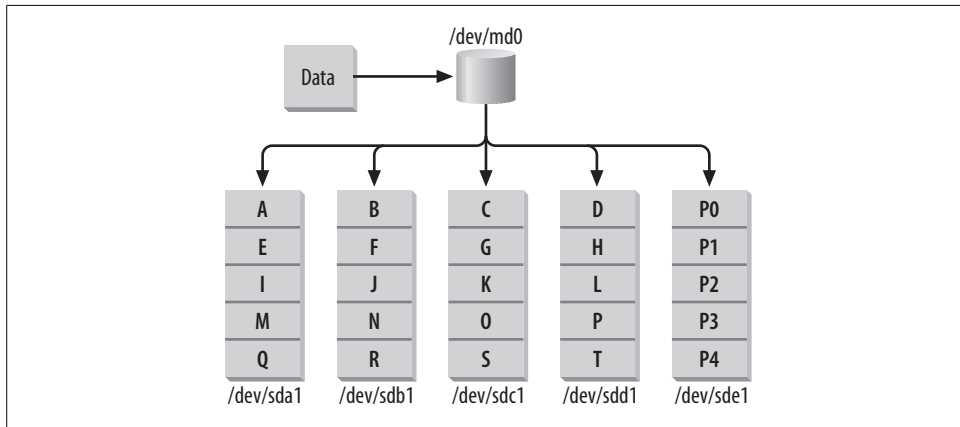 /dev/md0
Data
A B C D P0
E F G H P1
I J K L P2
M N O P P3
Q R S T P4
/dev/sda1 /dev/sdb1 /dev/sdc1 /dev/sdd1 /dev/sde1